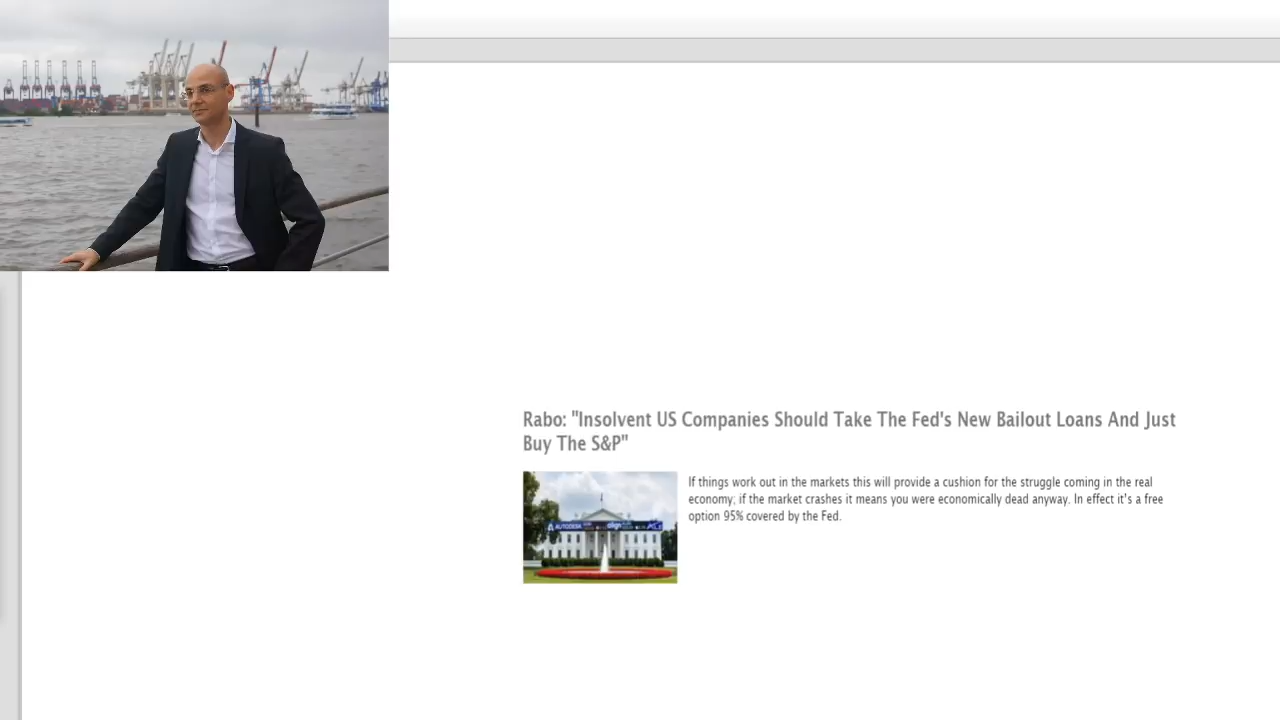 Rabo: "Insolvent US Companies Should Take The Fed's New Bailout Loans And Just
Buy The S&P"
If things work out in the markets this will provide a cushion for the struggle coming in the real
economy; if the market crashes it means you were economically dead anyway. In effect it's a free
option 95% covered by the Fed.
AUTODESK
align